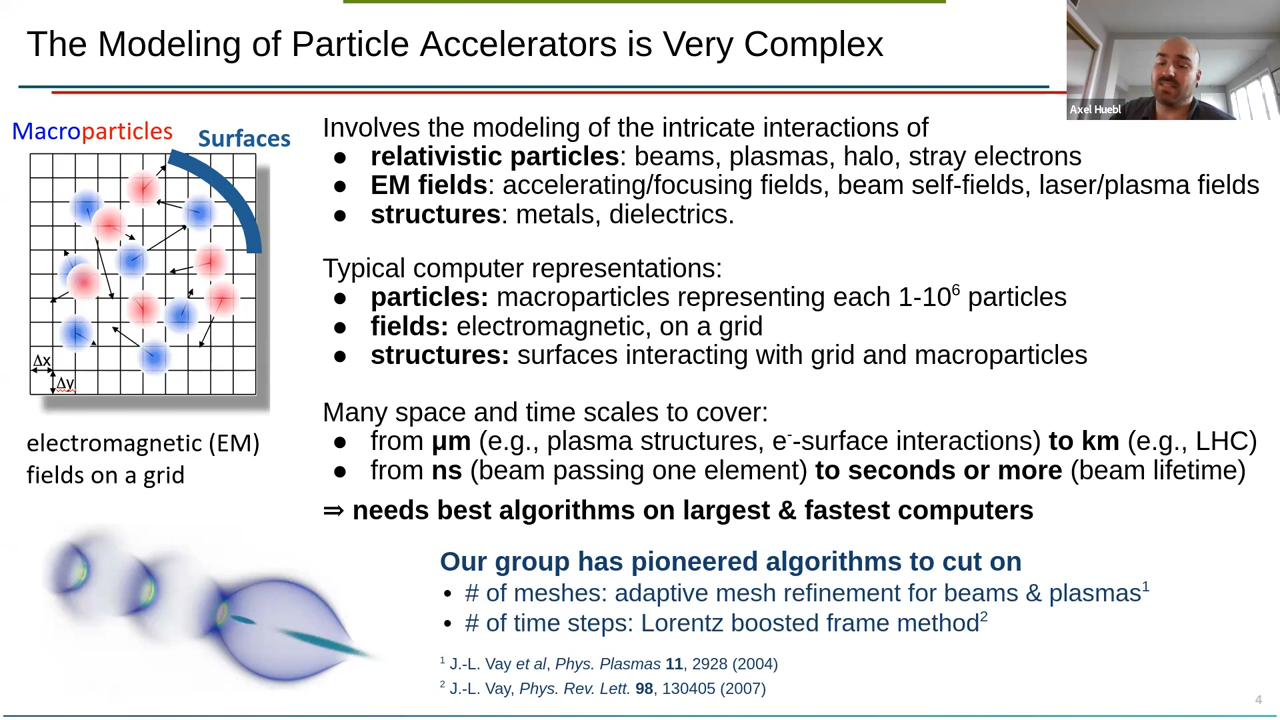 The Modeling of Particle Accelerators is Very Complex
Axel Huebl
Macroparticles
Surfaces
Δx
Δy
electromagnetic (EM)
fields on a grid
Involves the modeling of the intricate interactions of
● relativistic particles: beams, plasmas, halo, stray electrons
● EM fields: accelerating/focusing fields, beam self-fields, laser/plasma fields
● structures: metals, dielectrics.
Typical computer representations:
● particles: macroparticles representing each 1-10⁶ particles
● fields: electromagnetic, on a grid
● structures: surfaces interacting with grid and macroparticles
Many space and time scales to cover:
● from μm (e.g., plasma structures, e⁻-surface interactions) to km (e.g., LHC)
● from ns (beam passing one element) to seconds or more (beam lifetime)
⇒ needs best algorithms on largest & fastest computers
Our group has pioneered algorithms to cut on
• # of meshes: adaptive mesh refinement for beams & plasmas¹
• # of time steps: Lorentz boosted frame method²
¹ J.-L. Vay et al, Phys. Plasmas 11, 2928 (2004)
² J.-L. Vay, Phys. Rev. Lett. 98, 130405 (2007)
4